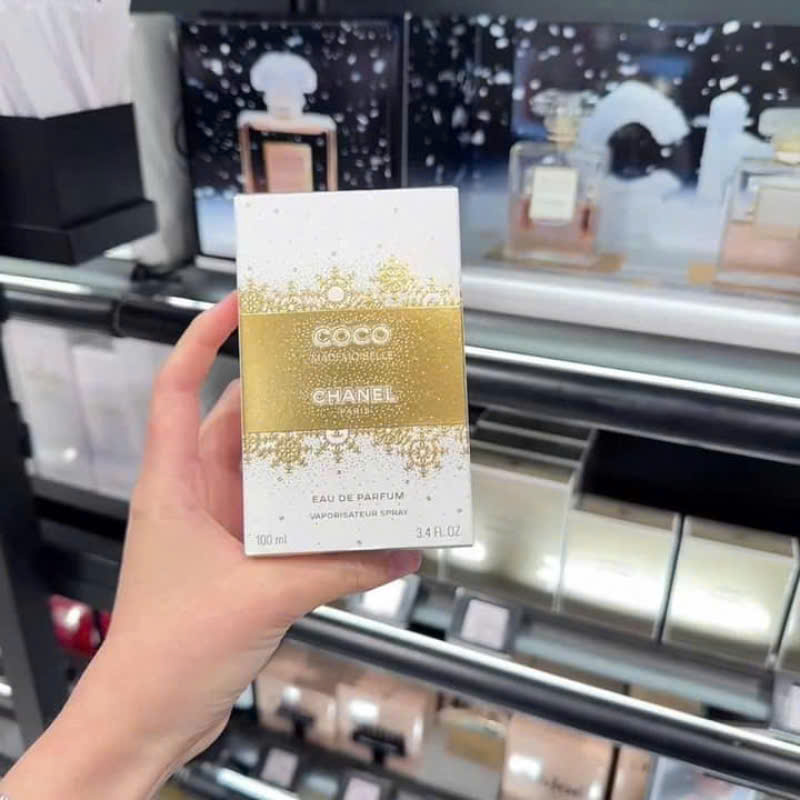 COCO
MADEMOISELLE
CHANEL
PARIS
EAU DE PARFUM
VAPORISATEUR SPRAY
100 ml 3.4 FL.OZ